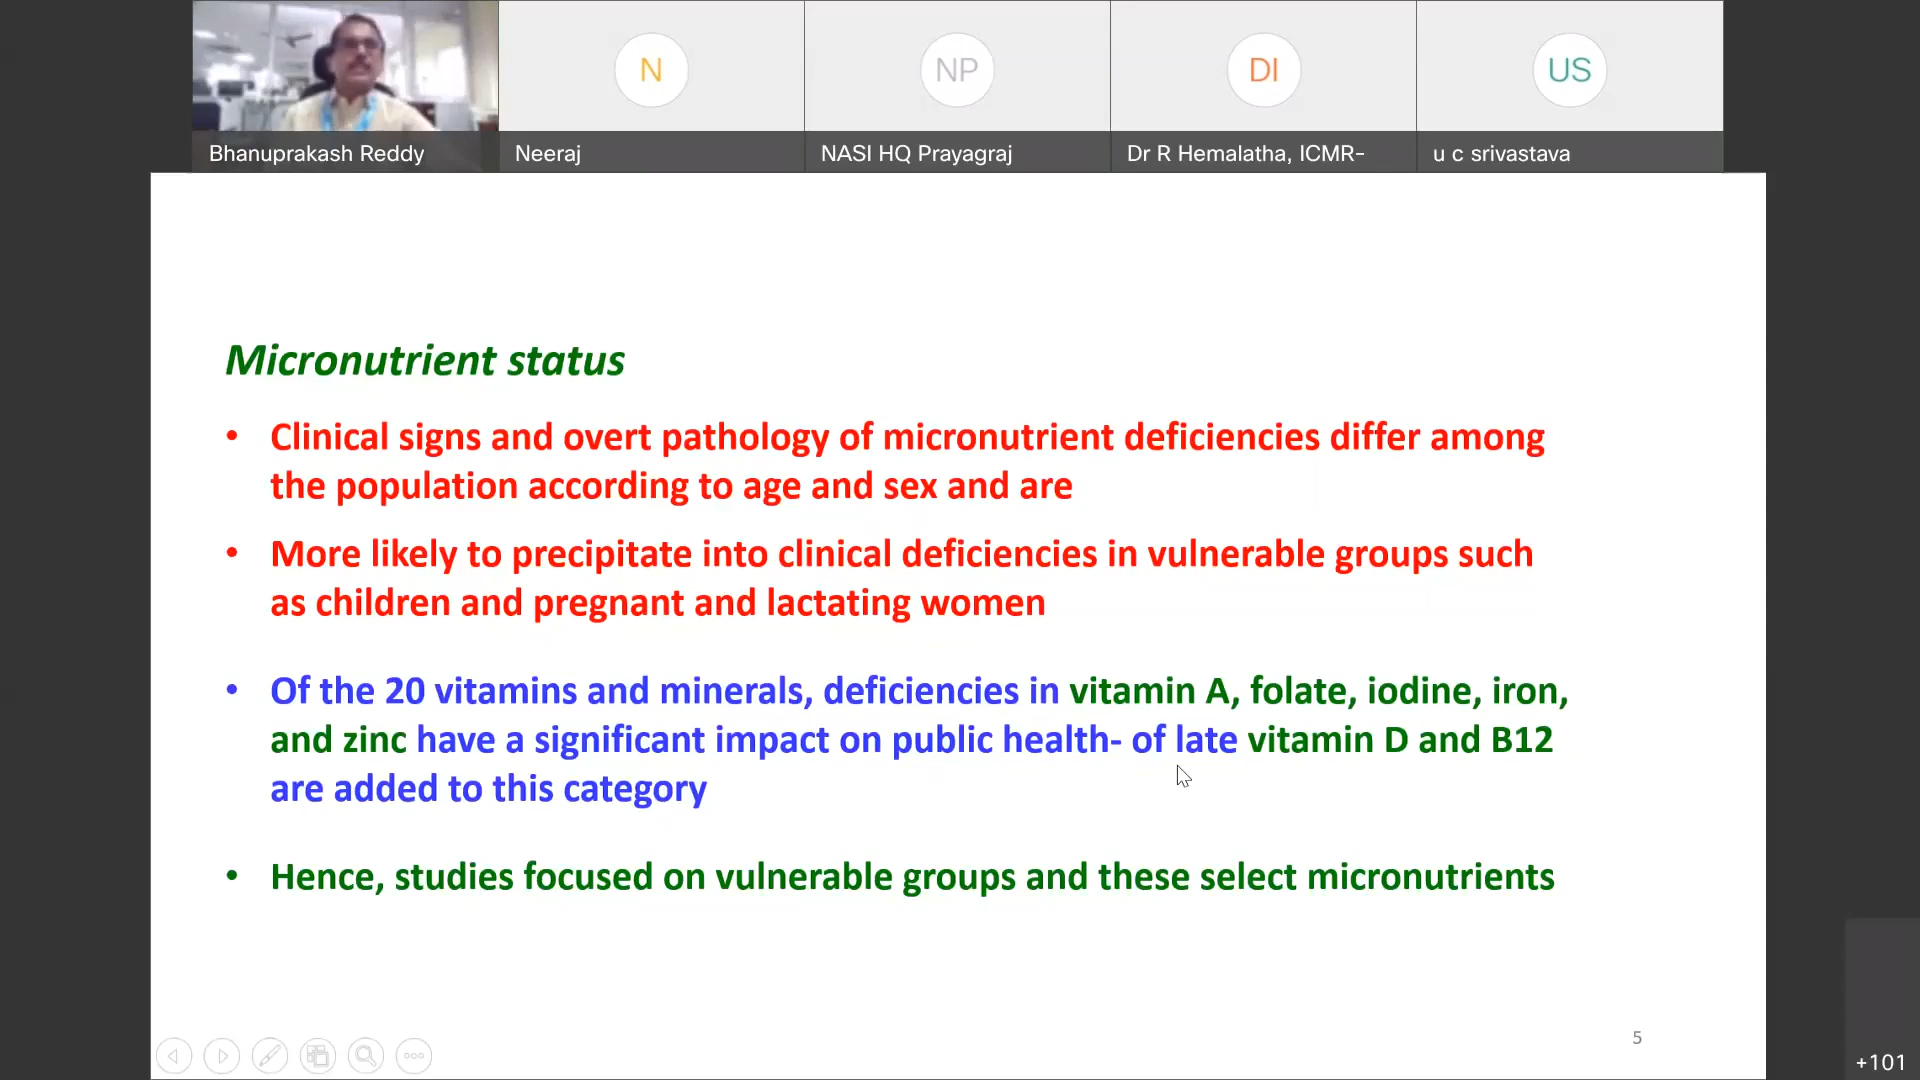 N
NP
DI
US
Bhanuprakash Reddy
Neeraj
NASI HQ Prayagraj
Dr R Hemalatha, ICMR-
u c srivastava
Micronutrient status
• Clinical signs and overt pathology of micronutrient deficiencies differ among
the population according to age and sex and are
• More likely to precipitate into clinical deficiencies in vulnerable groups such
as children and pregnant and lactating women
• Of the 20 vitamins and minerals, deficiencies in vitamin A, folate, iodine, iron,
and zinc have a significant impact on public health- of late vitamin D and B12
are added to this category
• Hence, studies focused on vulnerable groups and these select micronutrients
5
+101